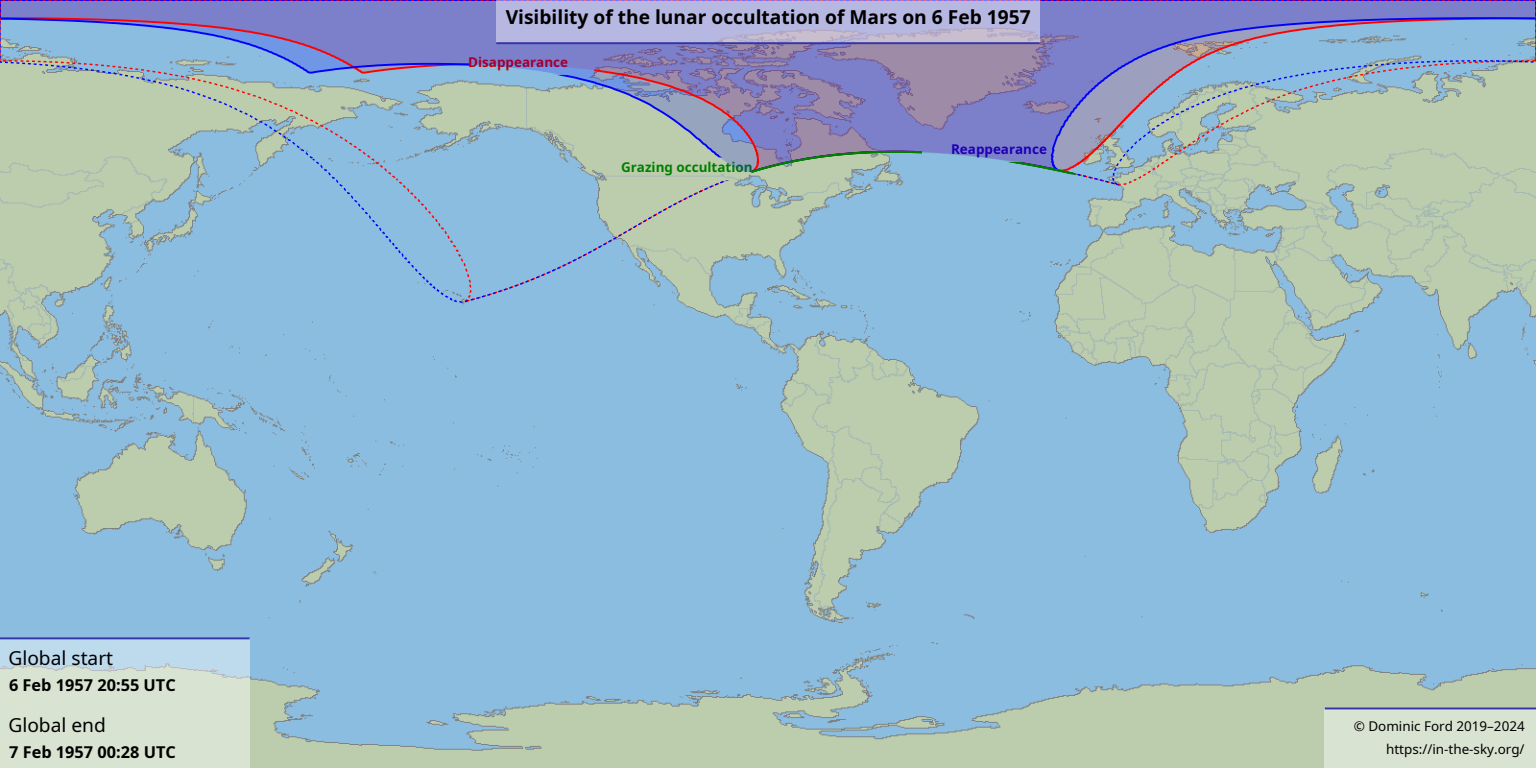 Visibility of the lunar occultation of Mars on 6 Feb 1957
Disappearance
Reappearance
Grazing occultation
Global start
6 Feb 1957 20:55 UTC
Global end
7 Feb 1957 00:28 UTC
© Dominic Ford 2019–2024
https://in-the-sky.org/